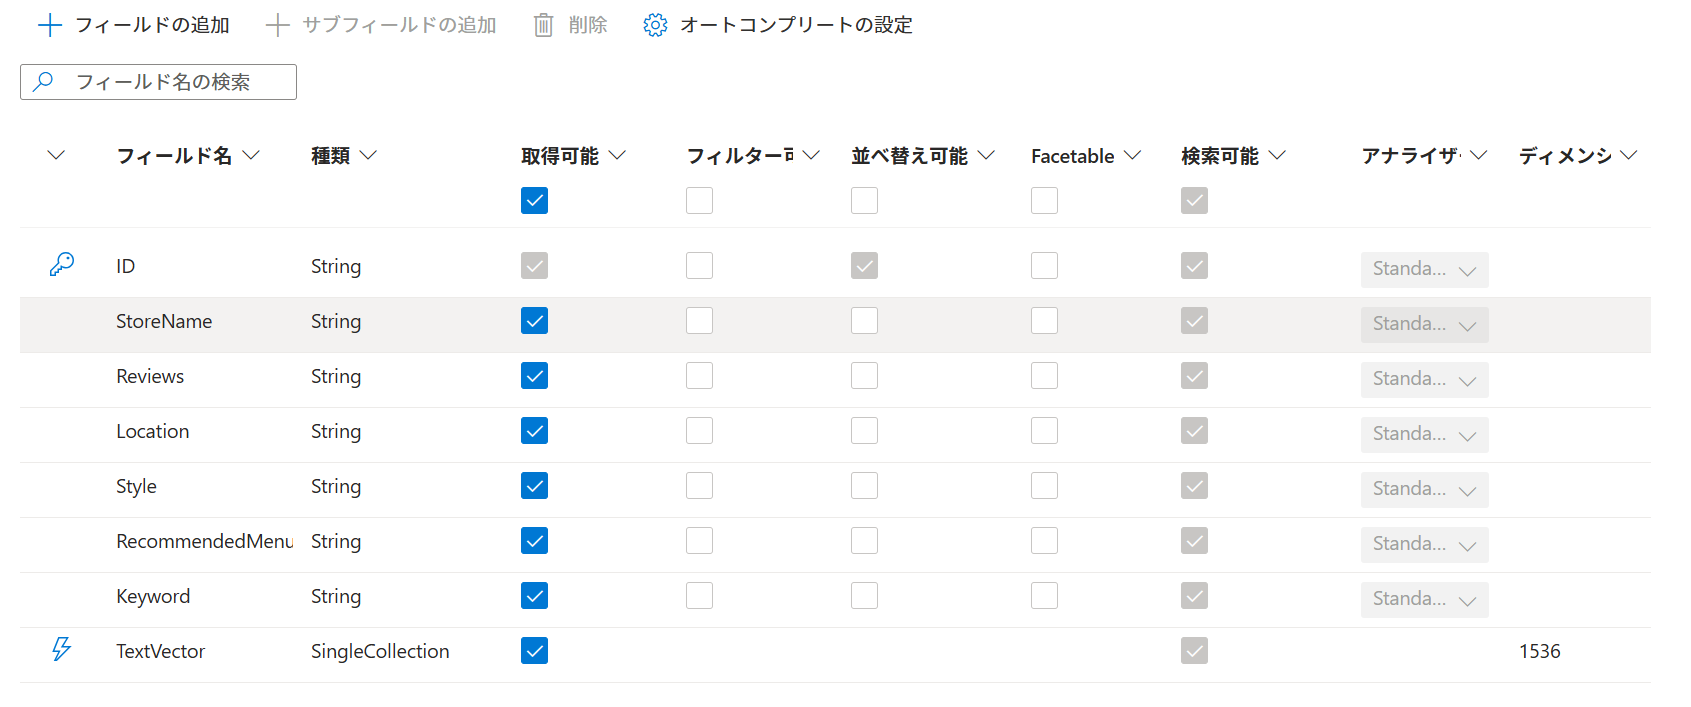 フィールドの追加 サブフィールドの追加 削除 オートコンプリートの設定
フィールド名の検索
フィールド名 種類 取得可能 フィルター可 並べ替え可能 Facetable 検索可能 アナライザ ディメンシ
ID String Standa...
StoreName String Standa...
Reviews String Standa...
Location String Standa...
Style String Standa...
RecommendedMenu String Standa...
Keyword String Standa...
TextVector SingleCollection 1536